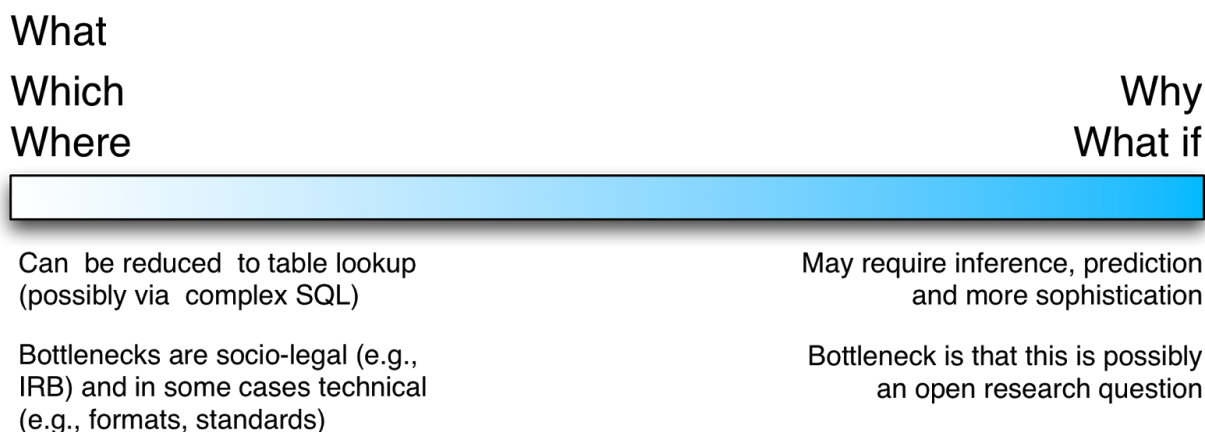 What
Which
Where
Why
What if
Can be reduced to table lookup
(possibly via complex SQL)
Bottlenecks are socio-legal (e.g.,
IRB) and in some cases technical
(e.g., formats, standards)
May require inference, prediction
and more sophistication
Bottleneck is that this is possibly
an open research question